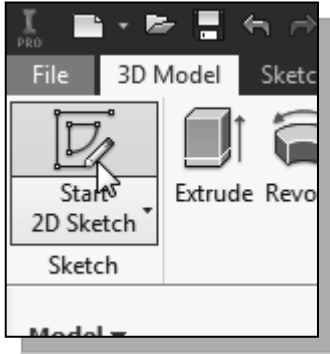 I
PRO
File 3D Model Sketc
Start
2D Sketch
Extrude Revo
Sketch
Model